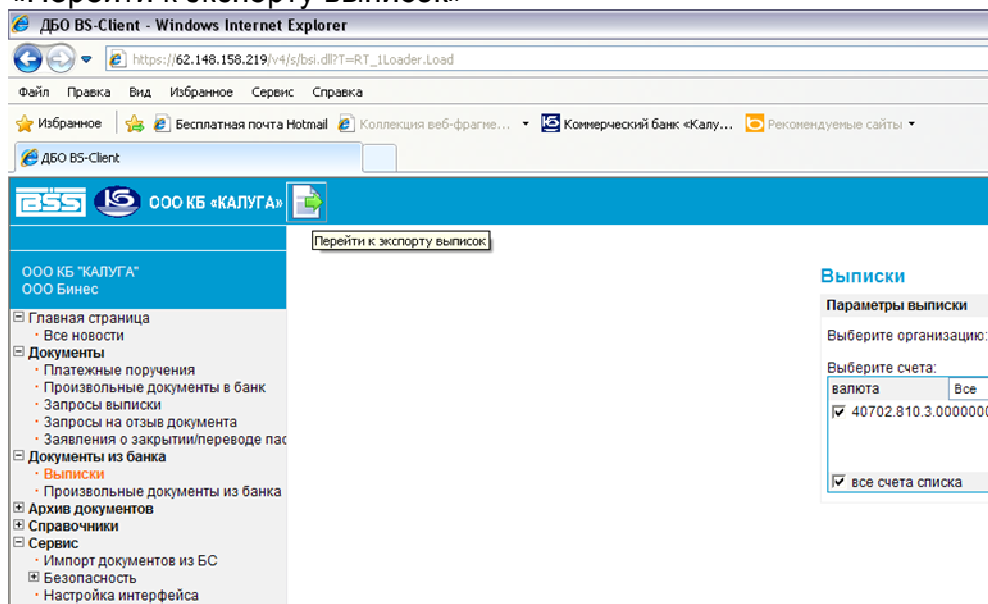 «Перейти к экспорту выписок»
ДБО BS-Client - Windows Internet Explorer
https://62.148.158.219/v4/s/bsi.dll?T=RT_1Loader.Load
Файл Правка Вид Избранное Сервис Справка
Избранное Бесплатная почта Hotmail Коллекция веб-фрагме... Коммерческий банк «Калу... Рекомендуемые сайты
ДБО BS-Client
BSS КБ ООО КБ «КАЛУГА»
Перейти к экспорту выписок
ООО КБ "КАЛУГА"
ООО Бинес
Главная страница
Все новости
Документы
Платежные поручения
Произвольные документы в банк
Запросы выписки
Запросы на отзыв документа
Заявления о закрытии/переводе пас
Документы из банка
Выписки
Произвольные документы из банка
Архив документов
Справочники
Сервис
Импорт документов из БС
Безопасность
Настройка интерфейса
Выписки
Параметры выписки
Выберите организацию:
Выберите счета:
валюта Все
40702.810.3.0000000
все счета списка